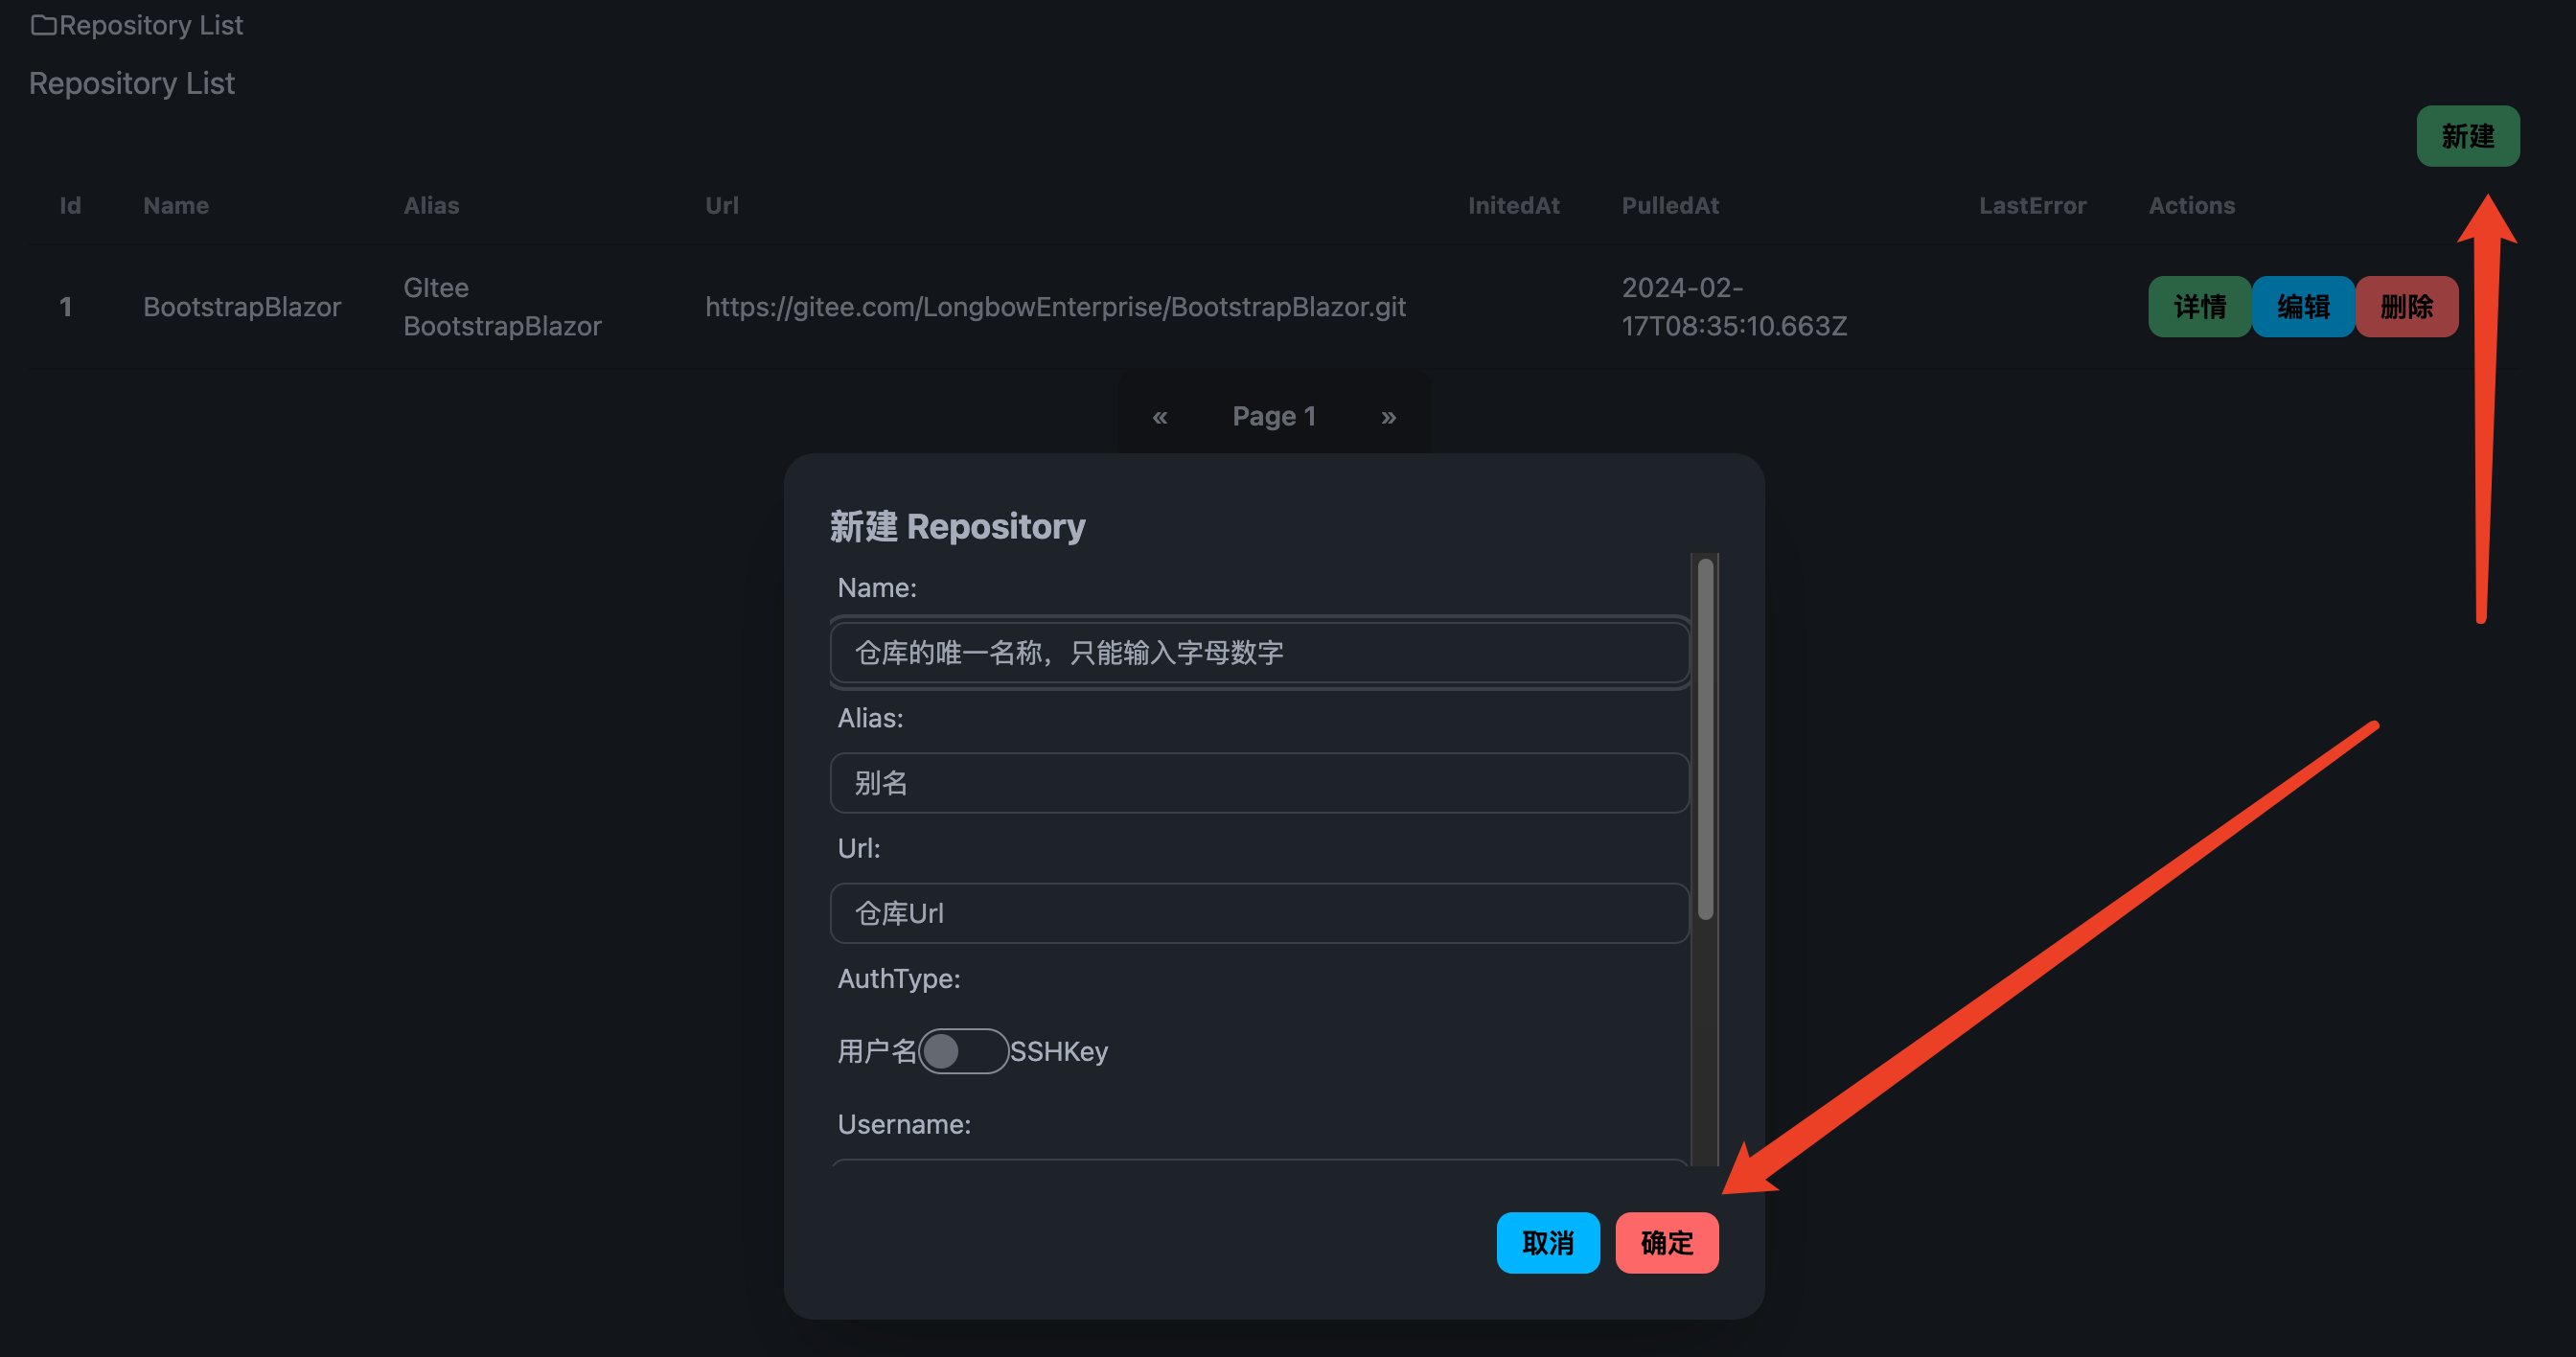 Repository List
Repository List
新建
Id Name Alias Url InitedAt PulledAt LastError Actions
1 BootstrapBlazor GItee BootstrapBlazor https://gitee.com/LongbowEnterprise/BootstrapBlazor.git 2024-02-17T08:35:10.663Z 详情 编辑 删除
« Page 1 »
新建 Repository
Name:
仓库的唯一名称，只能输入字母数字
Alias:
别名
Url:
仓库Url
AuthType:
用户名 SSHKey
Username:
取消 确定